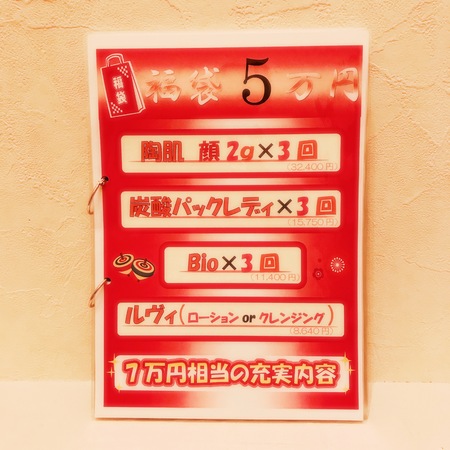 福袋
福袋 5 万円
陶肌 顔 2g×3 回
(32,400円)
炭酸パックレディ×3 回
(15,750円)
Bio×3 回
(11,400円)
ルヴィ(ローション or クレンジング)
(8,640円)
7万円相当の充実内容